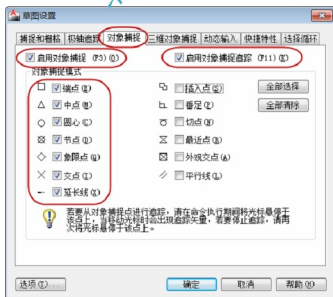 草图设置
捕捉和栅格 极轴追踪 对象捕捉 三维对象捕捉 动态输入 快捷特性 选择循环
启用对象捕捉 (F3)(O) 启用对象捕捉追踪 (F11)(K)
对象捕捉模式
端点(E) 插入点(S) 全部选择
中点(M) 垂足(P) 全部清除
圆心(C) 切点(N)
节点(D) 最近点(R)
象限点(Q) 外观交点(A)
交点(I) 平行线(L)
延长线(X)
若要从对象捕捉点进行追踪，请在命令执行期间将光标悬停于
该点上，当移动光标时会出现追踪矢量，若要停止追踪，请再
次将光标悬停于该点上。
选项(T)... 确定 取消 帮助(H)